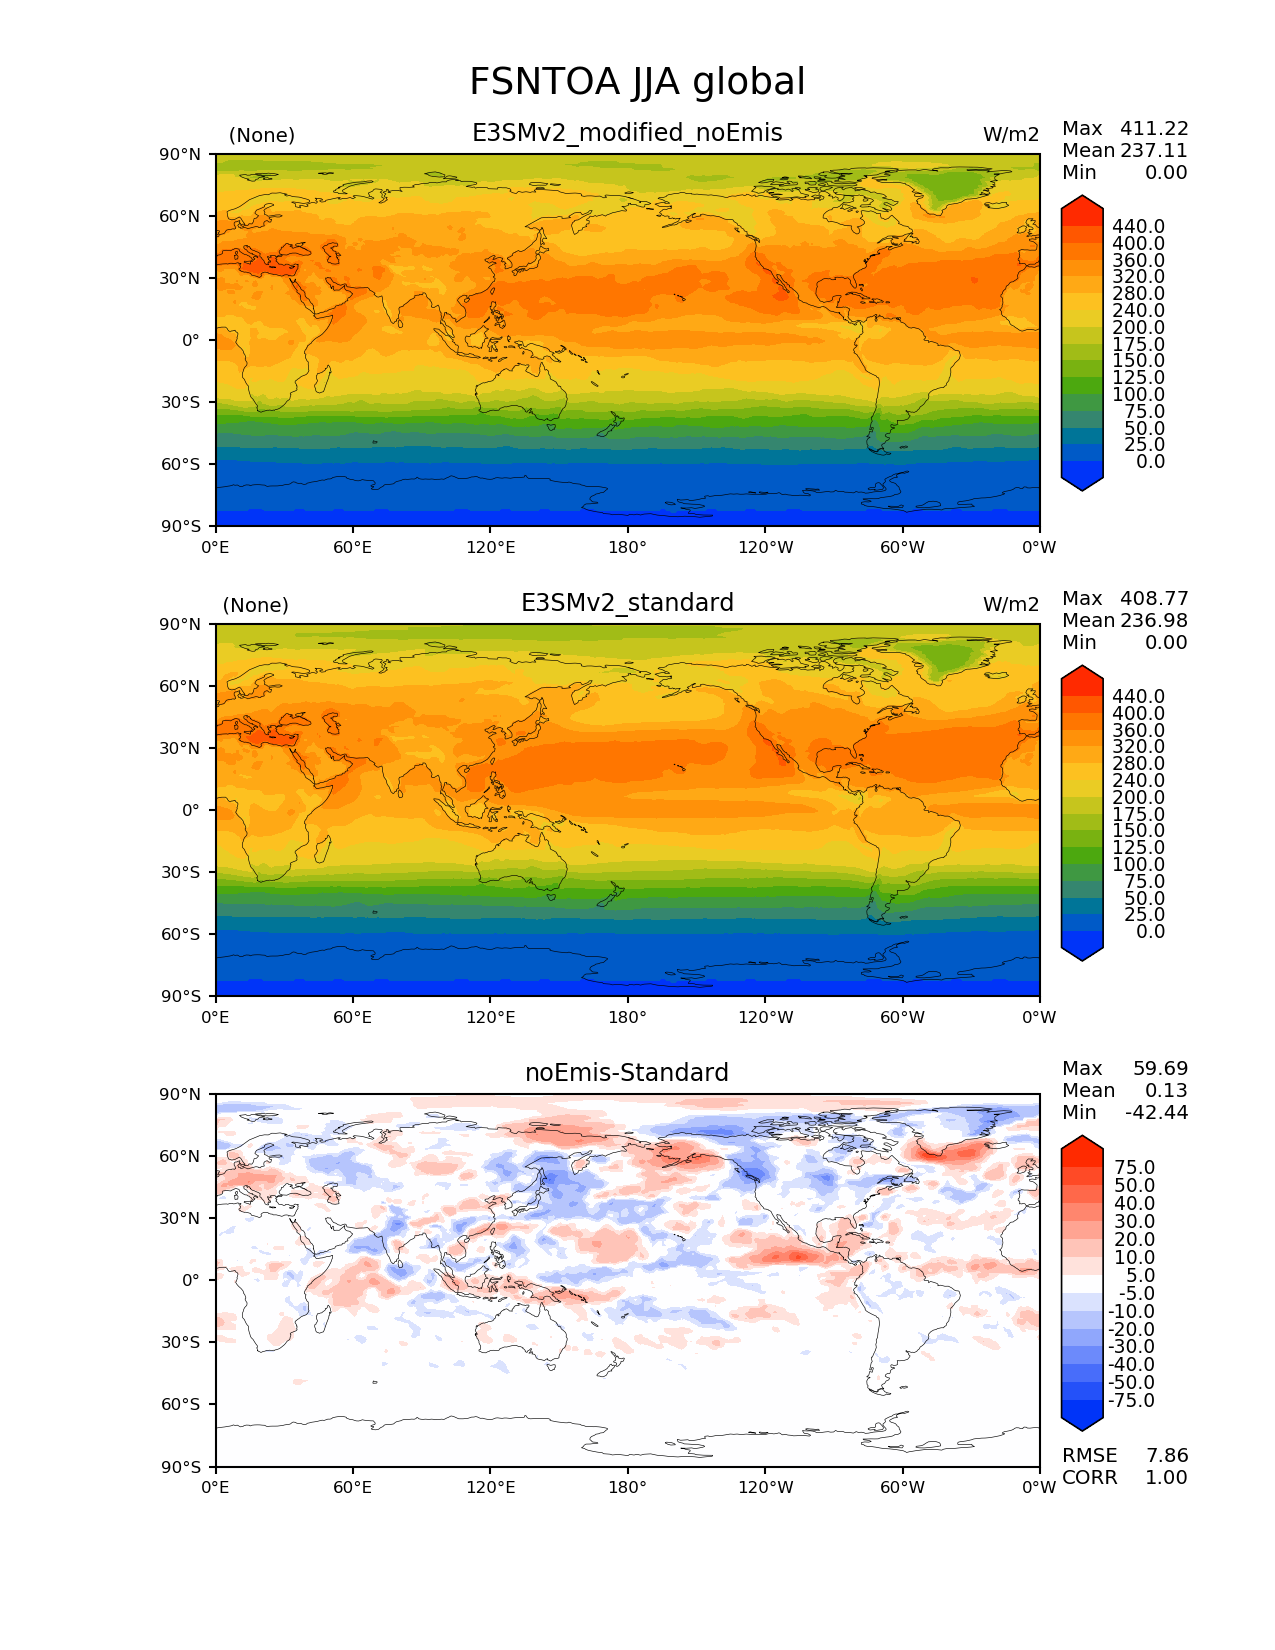 FSNTOA JJA global
(None) E3SMv2_modified_noEmis W/m2
Max 411.22
Mean 237.11
Min 0.00
90°N
60°N
30°N
0°
30°S
60°S
90°S
0°E 60°E 120°E 180° 120°W 60°W 0°W
440.0
400.0
360.0
320.0
280.0
240.0
200.0
175.0
150.0
125.0
100.0
75.0
50.0
25.0
0.0
(None) E3SMv2_standard W/m2
Max 408.77
Mean 236.98
Min 0.00
90°N
60°N
30°N
0°
30°S
60°S
90°S
0°E 60°E 120°E 180° 120°W 60°W 0°W
440.0
400.0
360.0
320.0
280.0
240.0
200.0
175.0
150.0
125.0
100.0
75.0
50.0
25.0
0.0
noEmis-Standard
Max 59.69
Mean 0.13
Min -42.44
90°N
60°N
30°N
0°
30°S
60°S
90°S
0°E 60°E 120°E 180° 120°W 60°W 0°W
75.0
50.0
40.0
30.0
20.0
10.0
5.0
-5.0
-10.0
-20.0
-30.0
-40.0
-50.0
-75.0
RMSE 7.86
CORR 1.00